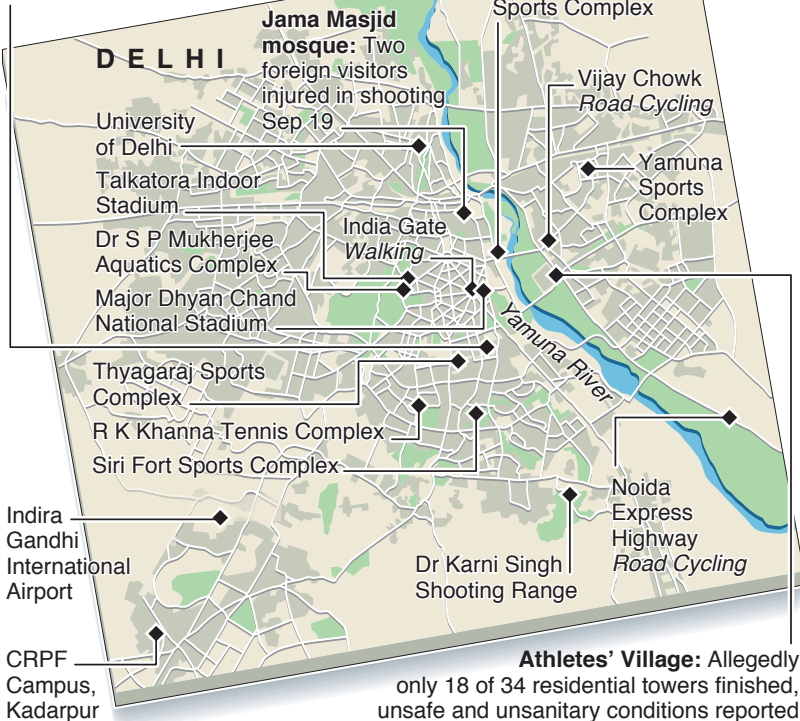 Sports Complex
Jama Masjid
mosque: Two
foreign visitors
injured in shooting
Sep 19
DELHI
Vijay Chowk
Road Cycling
University
of Delhi
Yamuna
Sports
Complex
Talkatora Indoor
Stadium
India Gate
Walking
Dr S P Mukherjee
Aquatics Complex
Major Dhyan Chand
National Stadium
Yamuna River
Thyagaraj Sports
Complex
R K Khanna Tennis Complex
Siri Fort Sports Complex
Noida
Express
Highway
Road Cycling
Indira
Gandhi
International
Airport
Dr Karni Singh
Shooting Range
CRPF
Campus,
Kadarpur
Athletes’ Village: Allegedly
only 18 of 34 residential towers finished,
unsafe and unsanitary conditions reported